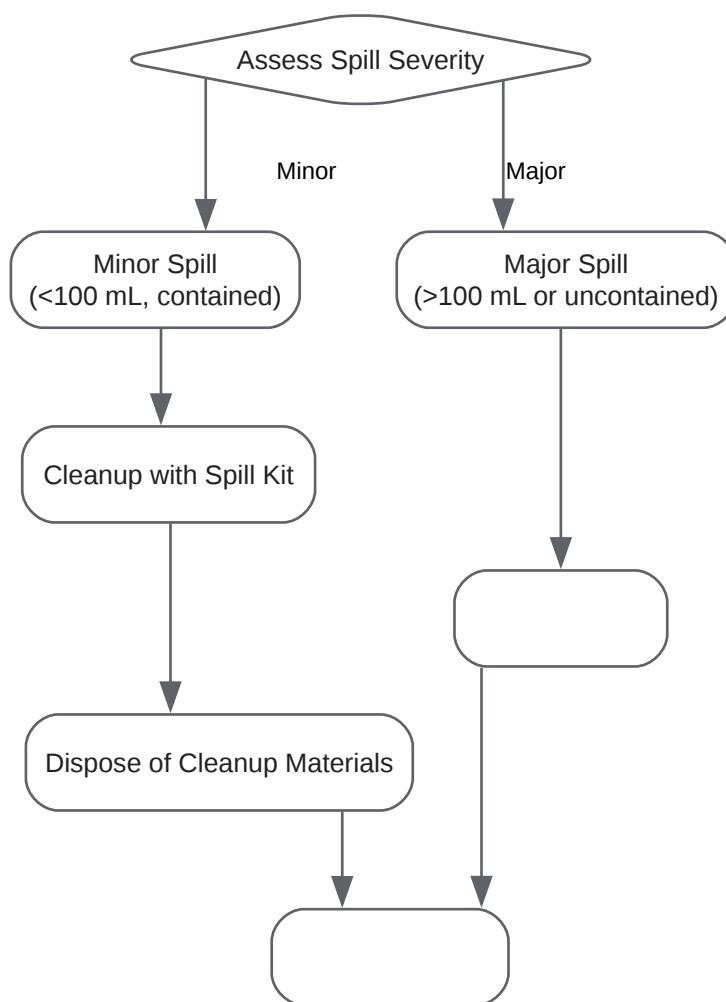 Assess Spill Severity
Minor
Major
Minor Spill
(<100 mL, contained)
Major Spill
(>100 mL or uncontained)
Cleanup with Spill Kit
Dispose of Cleanup Materials